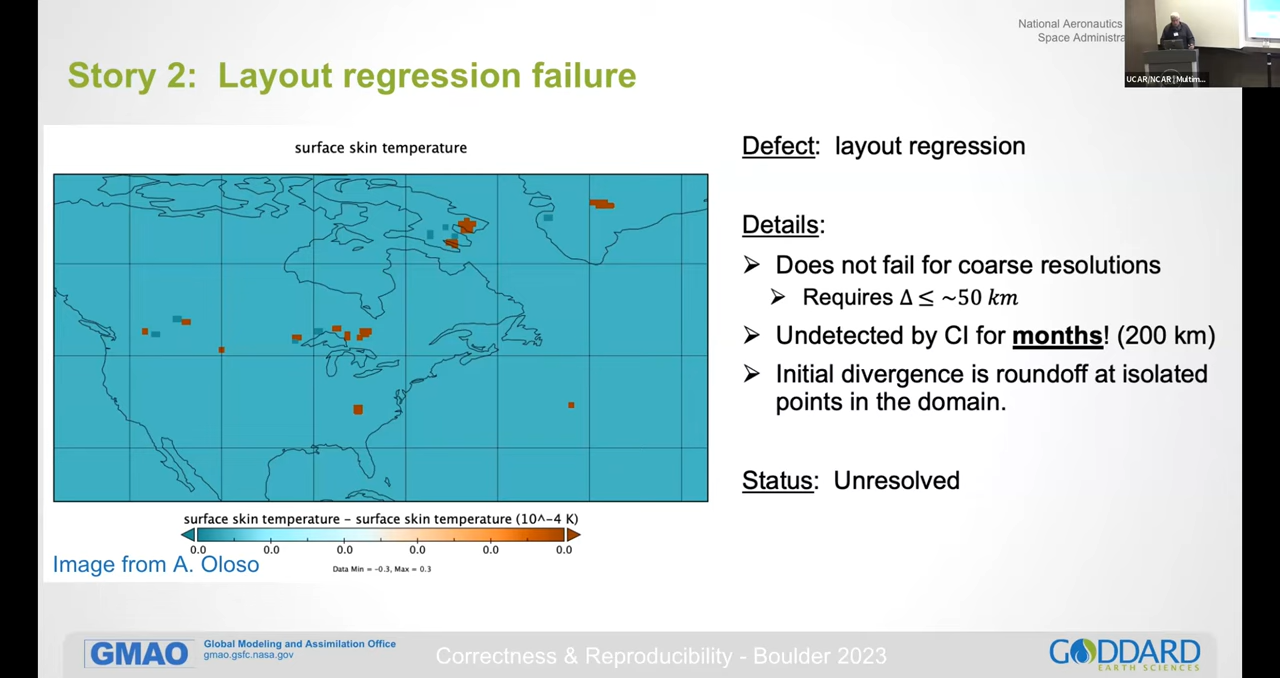 National Aeronautics
Space Administra
UCAR/NCAR | Multim...
Story 2: Layout regression failure
surface skin temperature
surface skin temperature – surface skin temperature (10^-4 K)
0.0 0.0 0.0 0.0 0.0 0.0
Data Min = -0.3, Max = 0.3
Image from A. Oloso
Defect: layout regression
Details:
➢ Does not fail for coarse resolutions
➢ Requires Δ ≤ ~50 km
➢ Undetected by CI for months! (200 km)
➢ Initial divergence is roundoff at isolated
points in the domain.
Status: Unresolved
GMAO
Global Modeling and Assimilation Office
gmao.gsfc.nasa.gov
Correctness & Reproducibility - Boulder 2023
GODDARD
EARTH SCIENCES